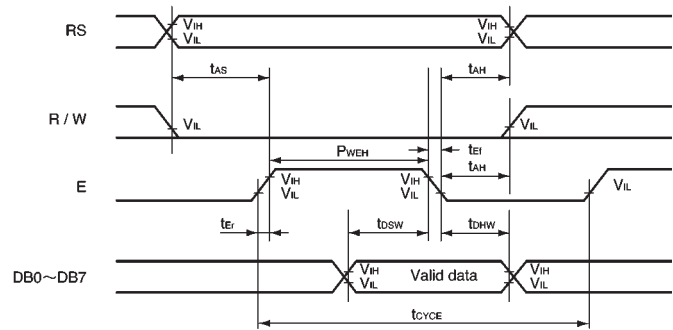 RS
VIH
VIL
VIH
VIL
tAS
tAH
R / W
VIL
VIL
PWEH
tEf
tAH
E
VIH
VIL
VIH
VIL
VIL
tEr
tDSW
tDHW
DB0～DB7
VIH
VIL
Valid data
VIH
VIL
tCYCE